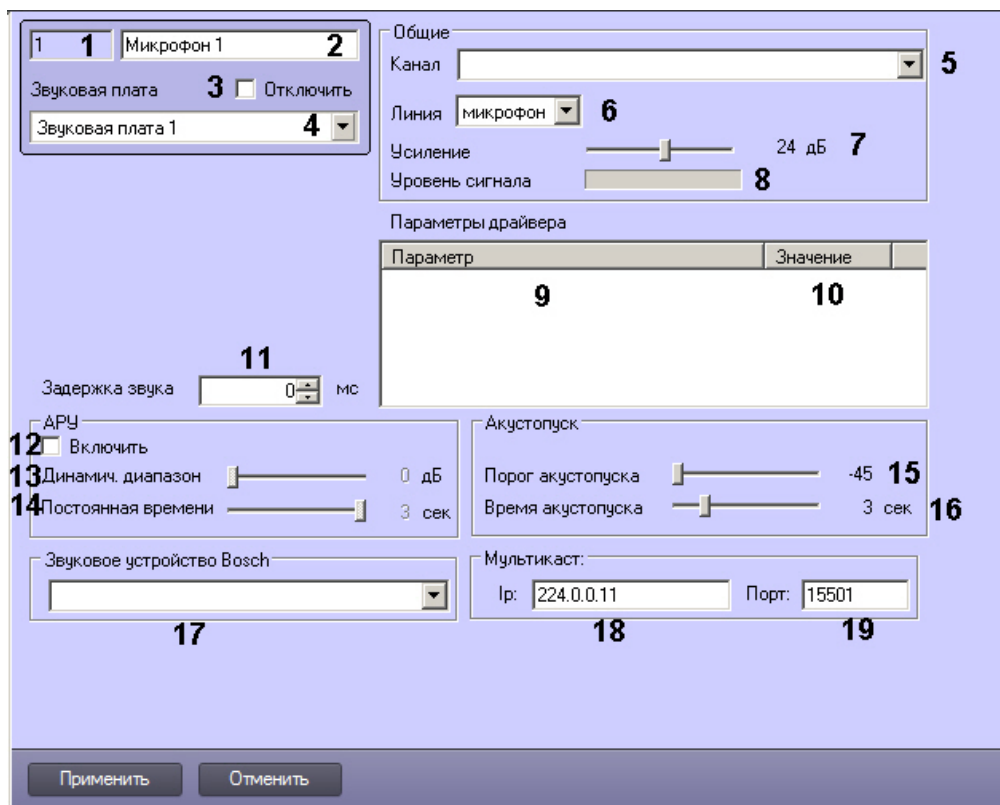 1 1 Микрофон 1 2
Звуковая плата 3 Отключить
Звуковая плата 1 4
Общие
Канал 5
Линия микрофон 6
Усиление 24 дБ 7
Уровень сигнала 8
Параметры драйвера
Параметр Значение
9 10
11
Задержка звука 0 мс
АРУ
12 Включить
13 Динамич. диапазон 0 дБ
14 Постоянная времени 3 сек
Акустопуск
Порог акустопуска -45 15
Время акустопуска 3 сек 16
Звуковое устройство Bosch
17
Мультикаст:
Ip: 224.0.0.11 Порт: 15501
18 19
Применить Отменить